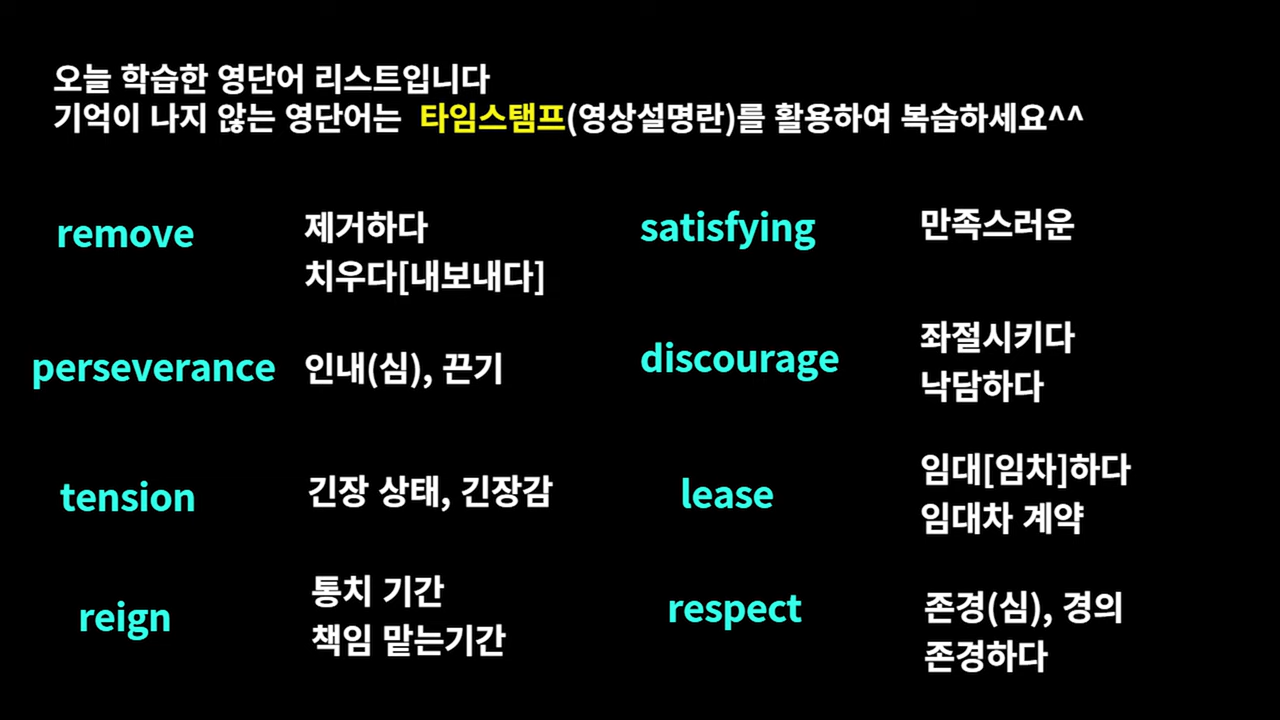 오늘 학습한 영단어 리스트입니다
기억이 나지 않는 영단어는 타임스탬프(영상설명란)를 활용하여 복습하세요^^
remove
제거하다
치우다[내보내다]
satisfying
만족스러운
perseverance
인내(심), 끈기
discourage
좌절시키다
낙담하다
tension
긴장 상태, 긴장감
lease
임대[임차]하다
임대차 계약
reign
통치 기간
책임 맡는기간
respect
존경(심), 경의
존경하다